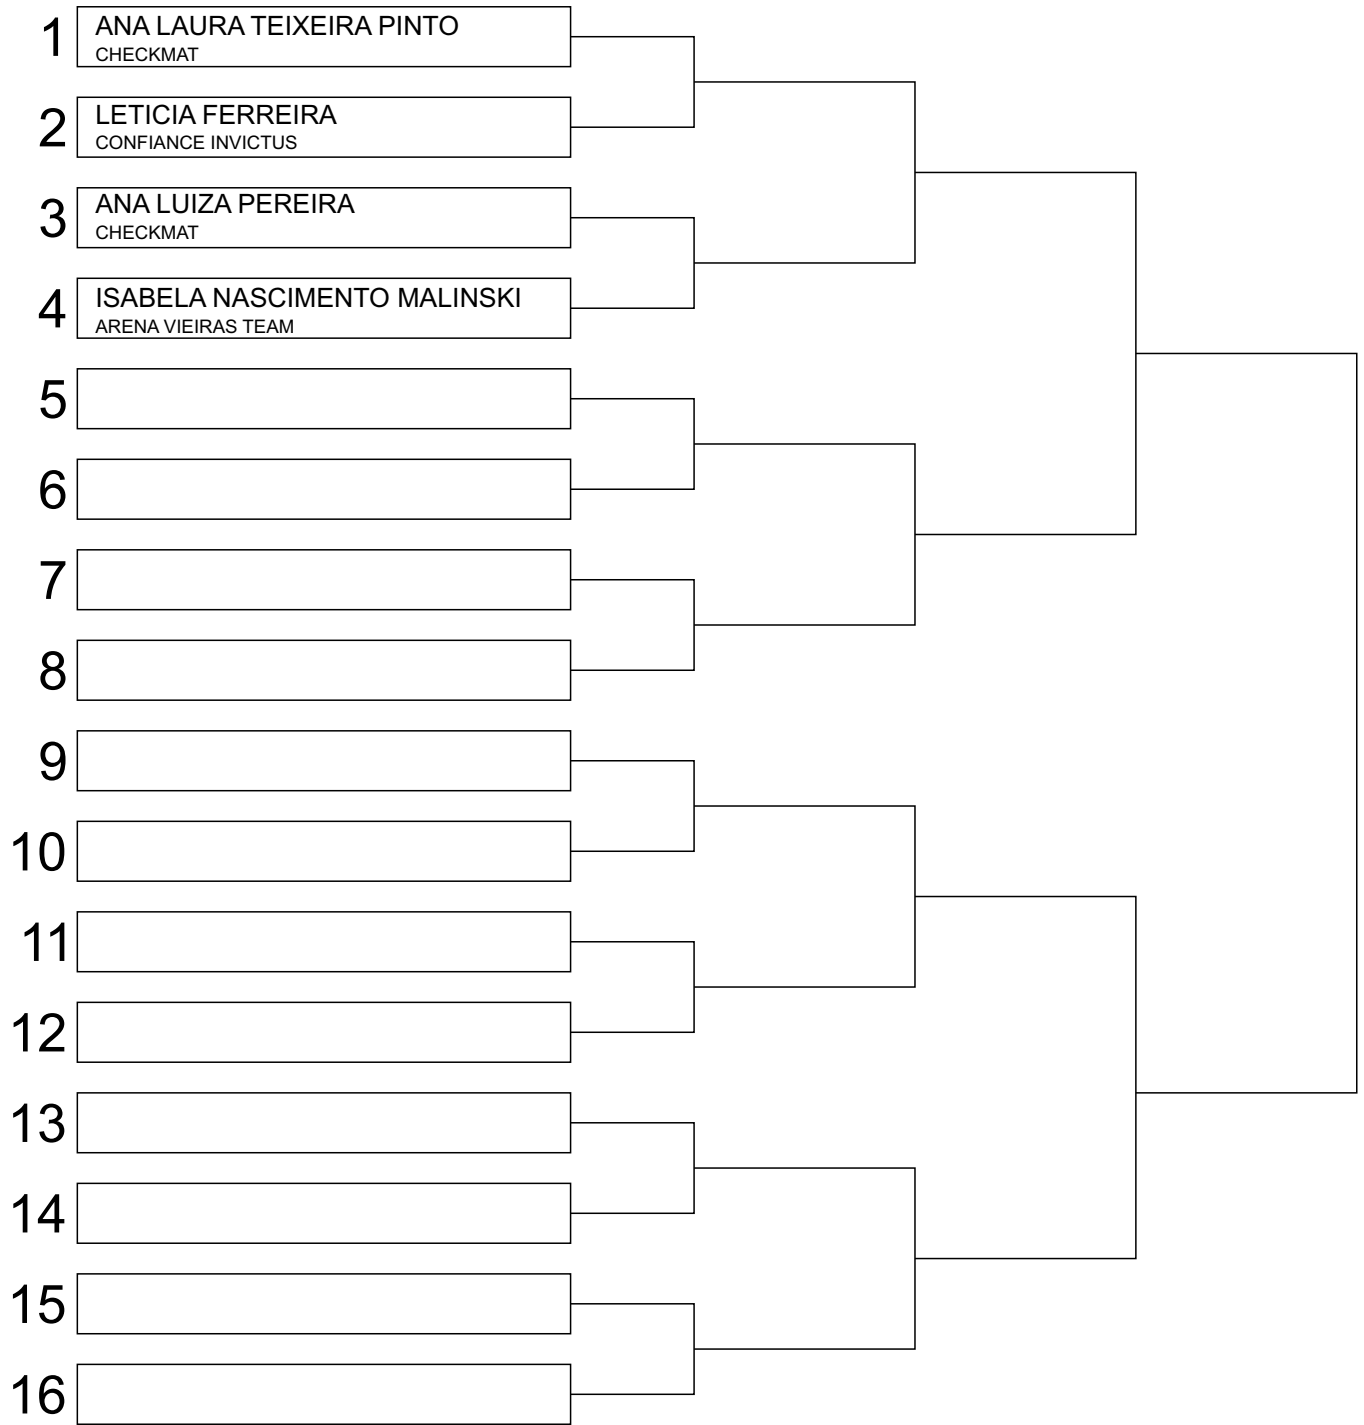 1
ANA LAURA TEIXEIRA PINTO
CHECKMAT
2
LETICIA FERREIRA
CONFIANCE INVICTUS
3
ANA LUIZA PEREIRA
CHECKMAT
4
ISABELA NASCIMENTO MALINSKI
ARENA VIEIRAS TEAM
5
6
7
8
9
10
11
12
13
14
15
16